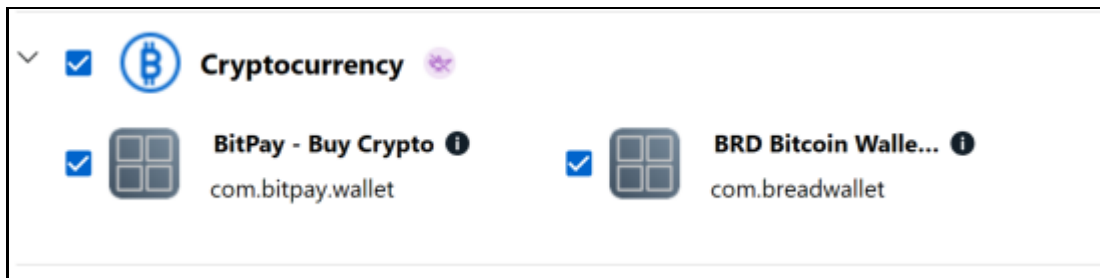 Cryptocurrency
BitPay - Buy Crypto
com.bitpay.wallet
BRD Bitcoin Walle...
com.breadwallet